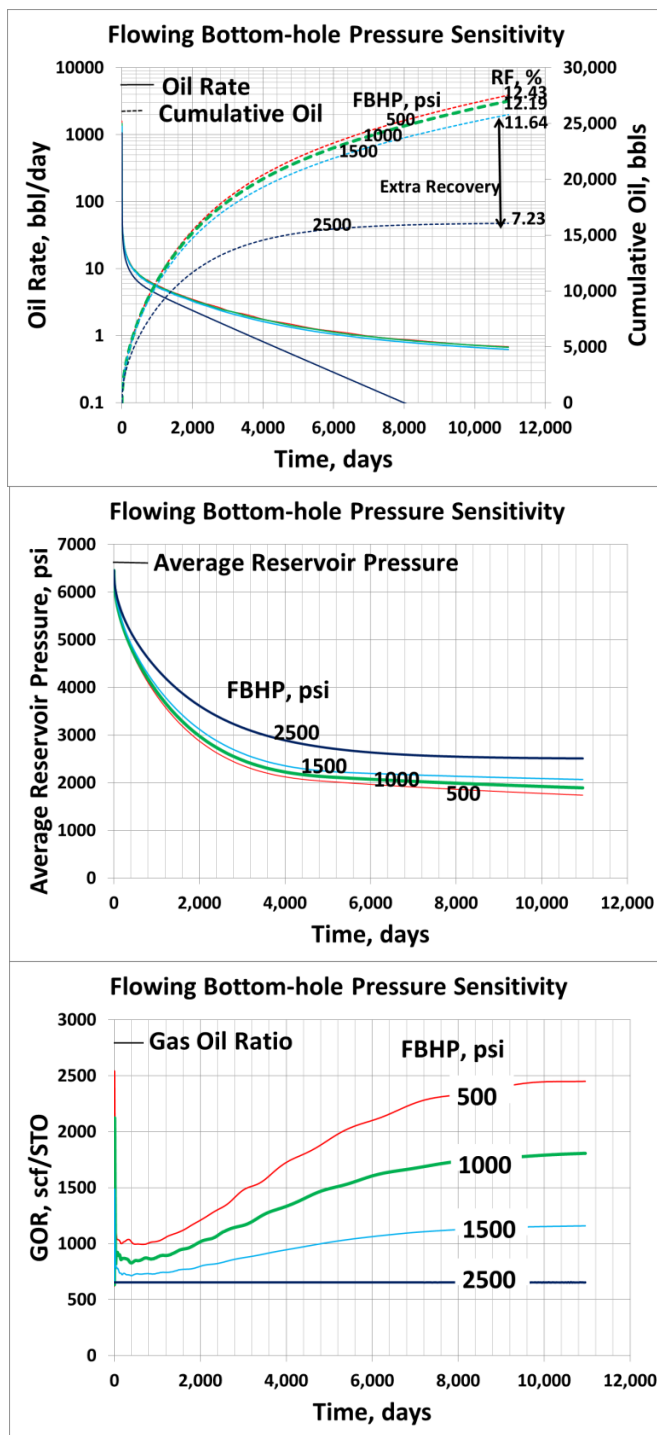 Flowing Bottom-hole Pressure Sensitivity
10000
1000
100
10
1
0.1
Oil Rate, bbl/day
Oil Rate
Cumulative Oil
FBHP, psi
500
1000
1500
2500
RF, %
12.43
12.19
11.64
Extra Recovery
7.23
30,000
25,000
20,000
15,000
10,000
5,000
0
Cumulative Oil, bbls
0 2,000 4,000 6,000 8,000 10,000 12,000
Time, days
Flowing Bottom-hole Pressure Sensitivity
7000
6000
5000
4000
3000
2000
1000
0
Average Reservoir Pressure, psi
Average Reservoir Pressure
FBHP, psi
2500
1500
1000
500
0 2,000 4,000 6,000 8,000 10,000 12,000
Time, days
Flowing Bottom-hole Pressure Sensitivity
3000
2500
2000
1500
1000
500
0
GOR, scf/STO
Gas Oil Ratio
FBHP, psi
500
1000
1500
2500
0 2,000 4,000 6,000 8,000 10,000 12,000
Time, days